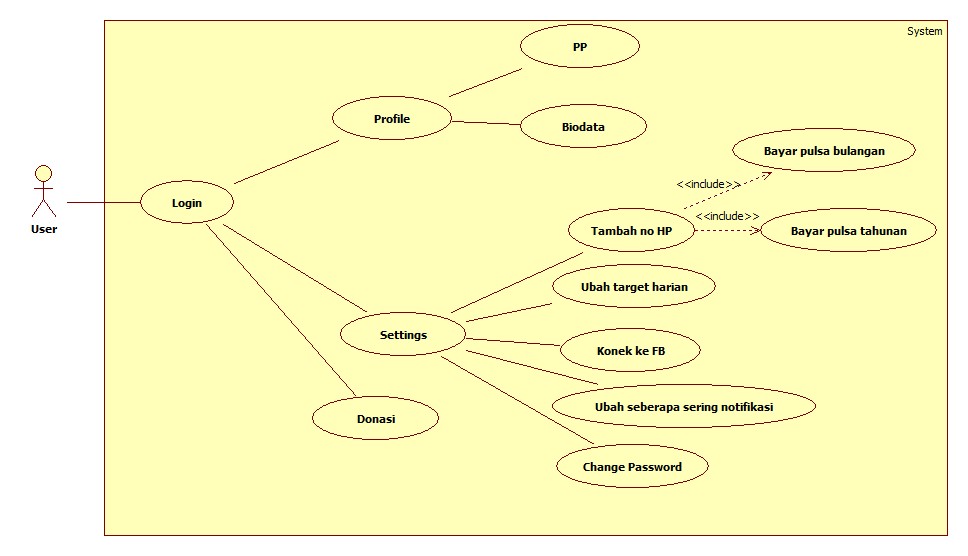 System
PP
Profile
Biodata
Bayar pulsa bulangan
<<include>>
Login
User
<<include>>
Tambah no HP
Bayar pulsa tahunan
Ubah target harian
Settings
Konek ke FB
Ubah seberapa sering notifikasi
Donasi
Change Password